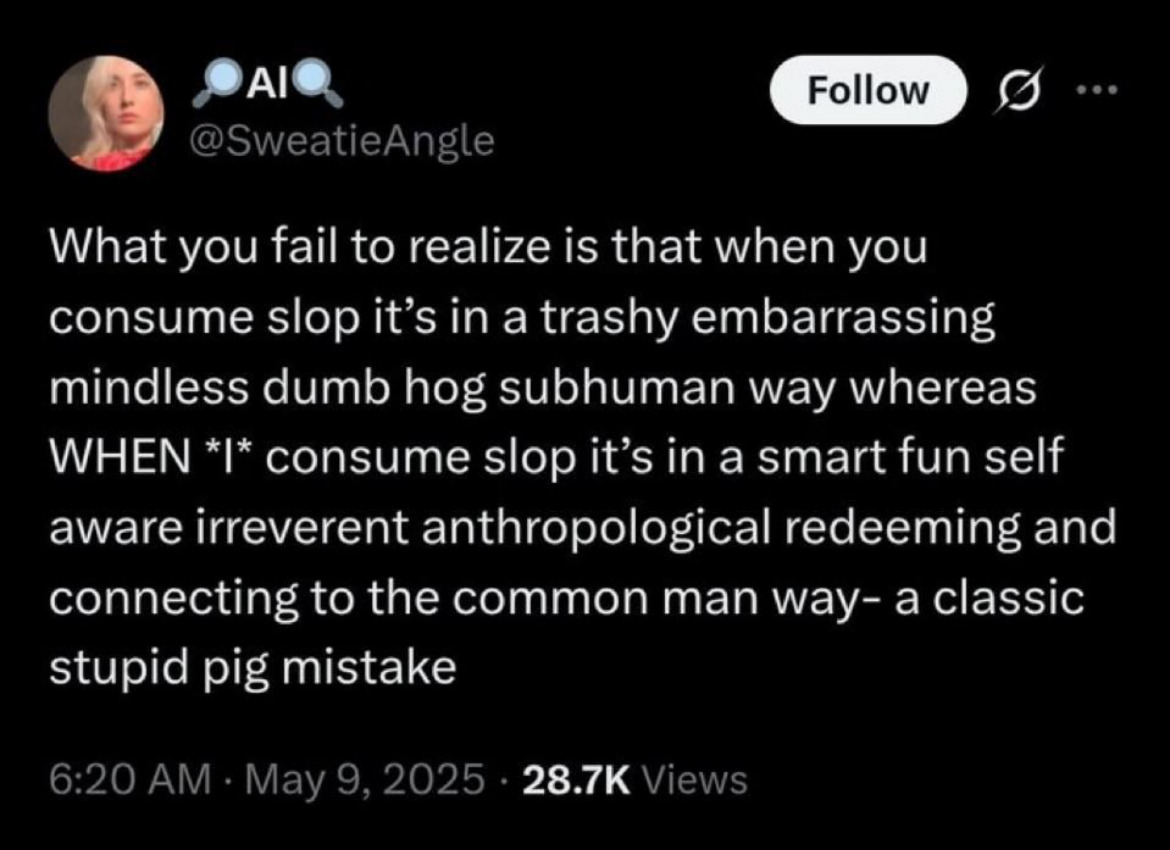 🔎AI🔍
@SweatieAngle
Follow
What you fail to realize is that when you
consume slop it’s in a trashy embarrassing
mindless dumb hog subhuman way whereas
WHEN *I* consume slop it’s in a smart fun self
aware irreverent anthropological redeeming and
connecting to the common man way- a classic
stupid pig mistake
6:20 AM · May 9, 2025 · 28.7K Views